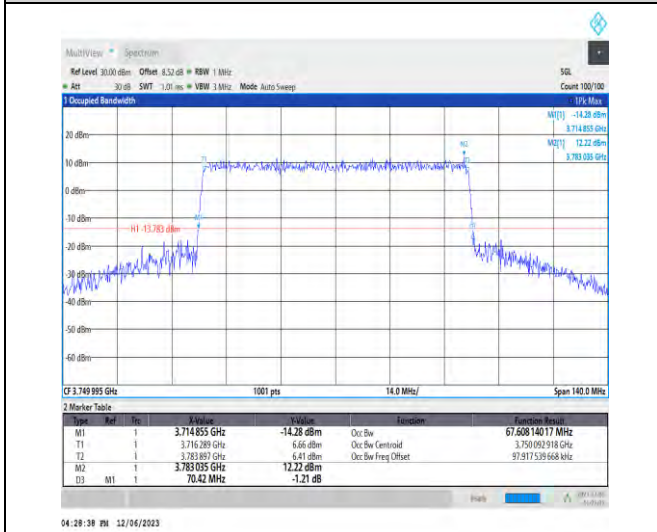 MultiView Spectrum
Ref Level 30.00 dBm Offset 8.52 dB RBW 1 MHz SGL
Att 30 dB SWT 1.01 ms VBW 3 MHz Mode Auto Sweep Count 100/100
1 Occupied Bandwidth 1Pk Max
M1[1] -14.28 dBm
3.714 855 GHz
M2[1] 12.22 dBm
3.783 035 GHz
20 dBm
M2
10 dBm
0 dBm
-10 dBm
H1 -13.783 dBm
-20 dBm
-30 dBm
-40 dBm
-50 dBm
-60 dBm
CF 3.749 995 GHz 1001 pts 14.0 MHz/ Span 140.0 MHz
2 Marker Table
Type Ref Trc X-Value Y-Value Function Function Result
M1 1 3.714 855 GHz -14.28 dBm Occ Bw 67.608 140 17 MHz
T1 1 3.716 289 GHz 6.66 dBm Occ Bw Centroid 3.750 092 918 GHz
T2 1 3.783 897 GHz 6.41 dBm Occ Bw Freq Offset 97.917 539 668 kHz
M2 1 3.783 035 GHz 12.22 dBm
D3 M1 1 70.42 MHz -1.21 dB
04:28:38 PM 12/06/2023